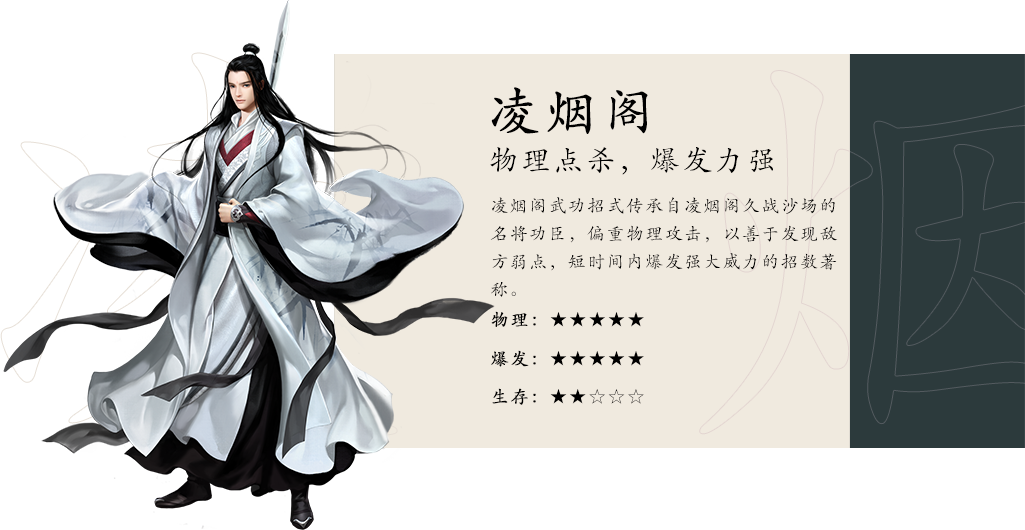 凌烟阁
物理点杀，爆发力强
凌烟阁武功招式传承自凌烟阁久战沙场的
名将功臣，偏重物理攻击，以善于发现敌
方弱点，短时间内爆发强大威力的招数著
称。
物理：★★★★★
爆发：★★★★★
生存：★★☆☆☆
烟